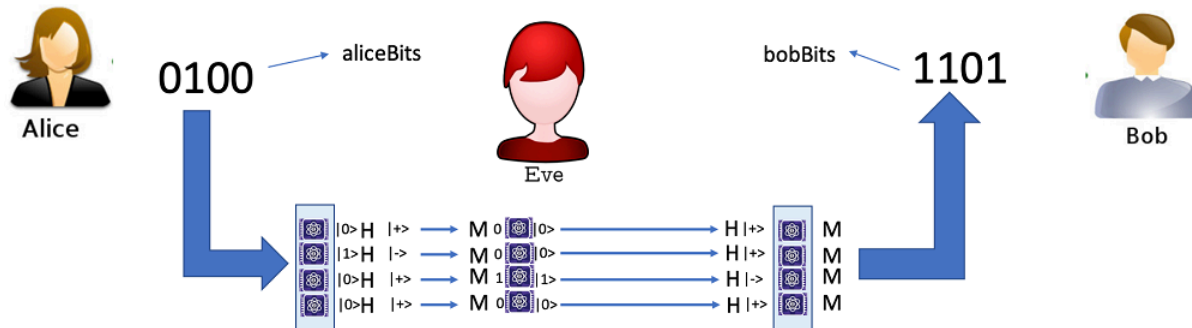 0100
aliceBits
bobBits
1101
Alice
Bob
Eve
|0>H |+> M 0 |0> H |+> M
|1>H |-> M 0 |0> H |+> M
|0>H |+> M 1 |1> H |-> M
|0>H |+> M 0 |0> H |+> M